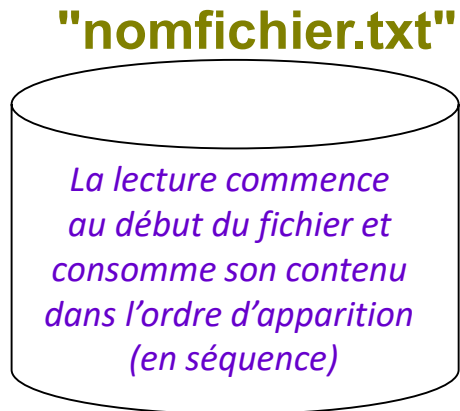 "nomfichier.txt"
La lecture commence
au début du fichier et
consomme son contenu
dans l’ordre d’apparition
(en séquence)